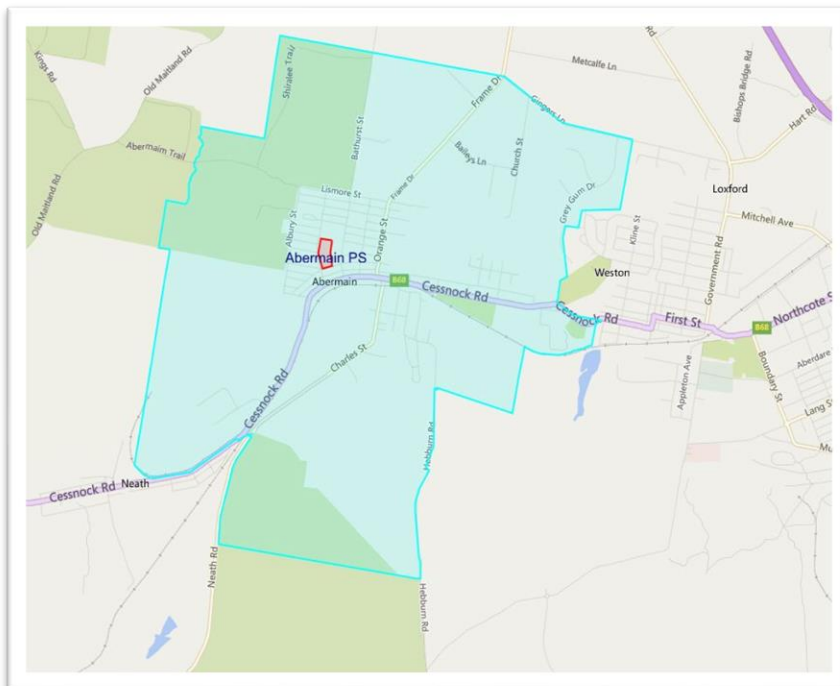 Kings Rd
Old Maitland Rd
Shiralee Trail
Rd
Metcalfe Ln
Bishops Bridge Rd
Frame Dr
Gingers Ln
Hart Rd
Bathurst St
Abermain Trail
Baileys Ln
Church St
Loxford
Old Maitland Rd
Lismore St
Frame Dr
Grey Gum Dr
Mitchell Ave
Albury St
Orange St
Kline St
Government Rd
Abermain PS
Abermain
B68
Cessnock Rd
Weston
Cessnock Rd
First St
Northcote S
B68
Charles St
Boundary St
Aberdare
Appleton Ave
Cessnock Rd
Lang S
Hebburn Rd
Mu
Neath
Cessnock Rd
Neath Rd
Hebburn Rd